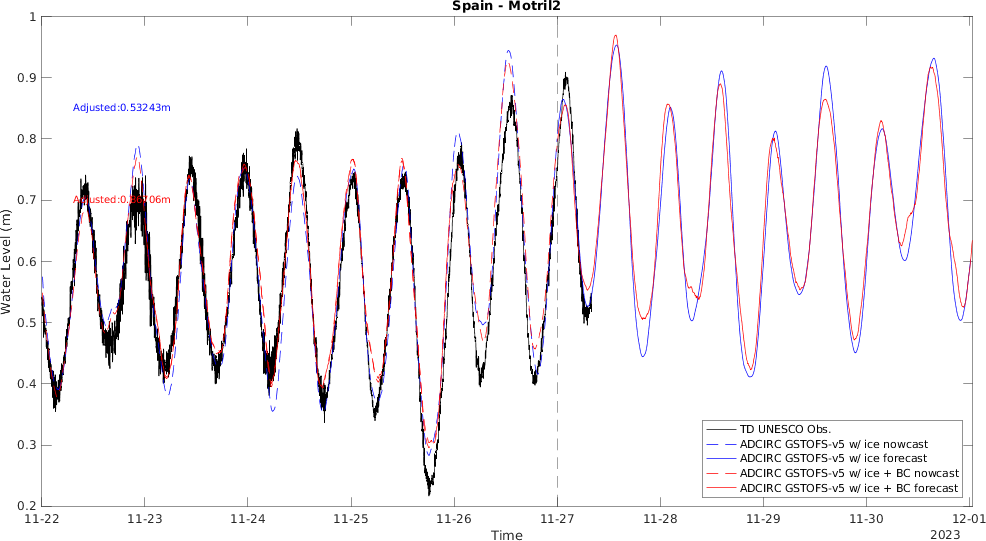 Spain - Motril2
1
0.9
0.8
0.7
0.6
0.5
0.4
0.3
0.2
Water Level (m)
Adjusted:0.53243m
TD UNESCO Obs.
ADCIRC GSTOFS-v5 w/ ice nowcast
ADCIRC GSTOFS-v5 w/ ice forecast
ADCIRC GSTOFS-v5 w/ ice + BC nowcast
ADCIRC GSTOFS-v5 w/ ice + BC forecast
11-22 11-23 11-24 11-25 11-26 11-27 11-28 11-29 11-30 12-01
Time
2023